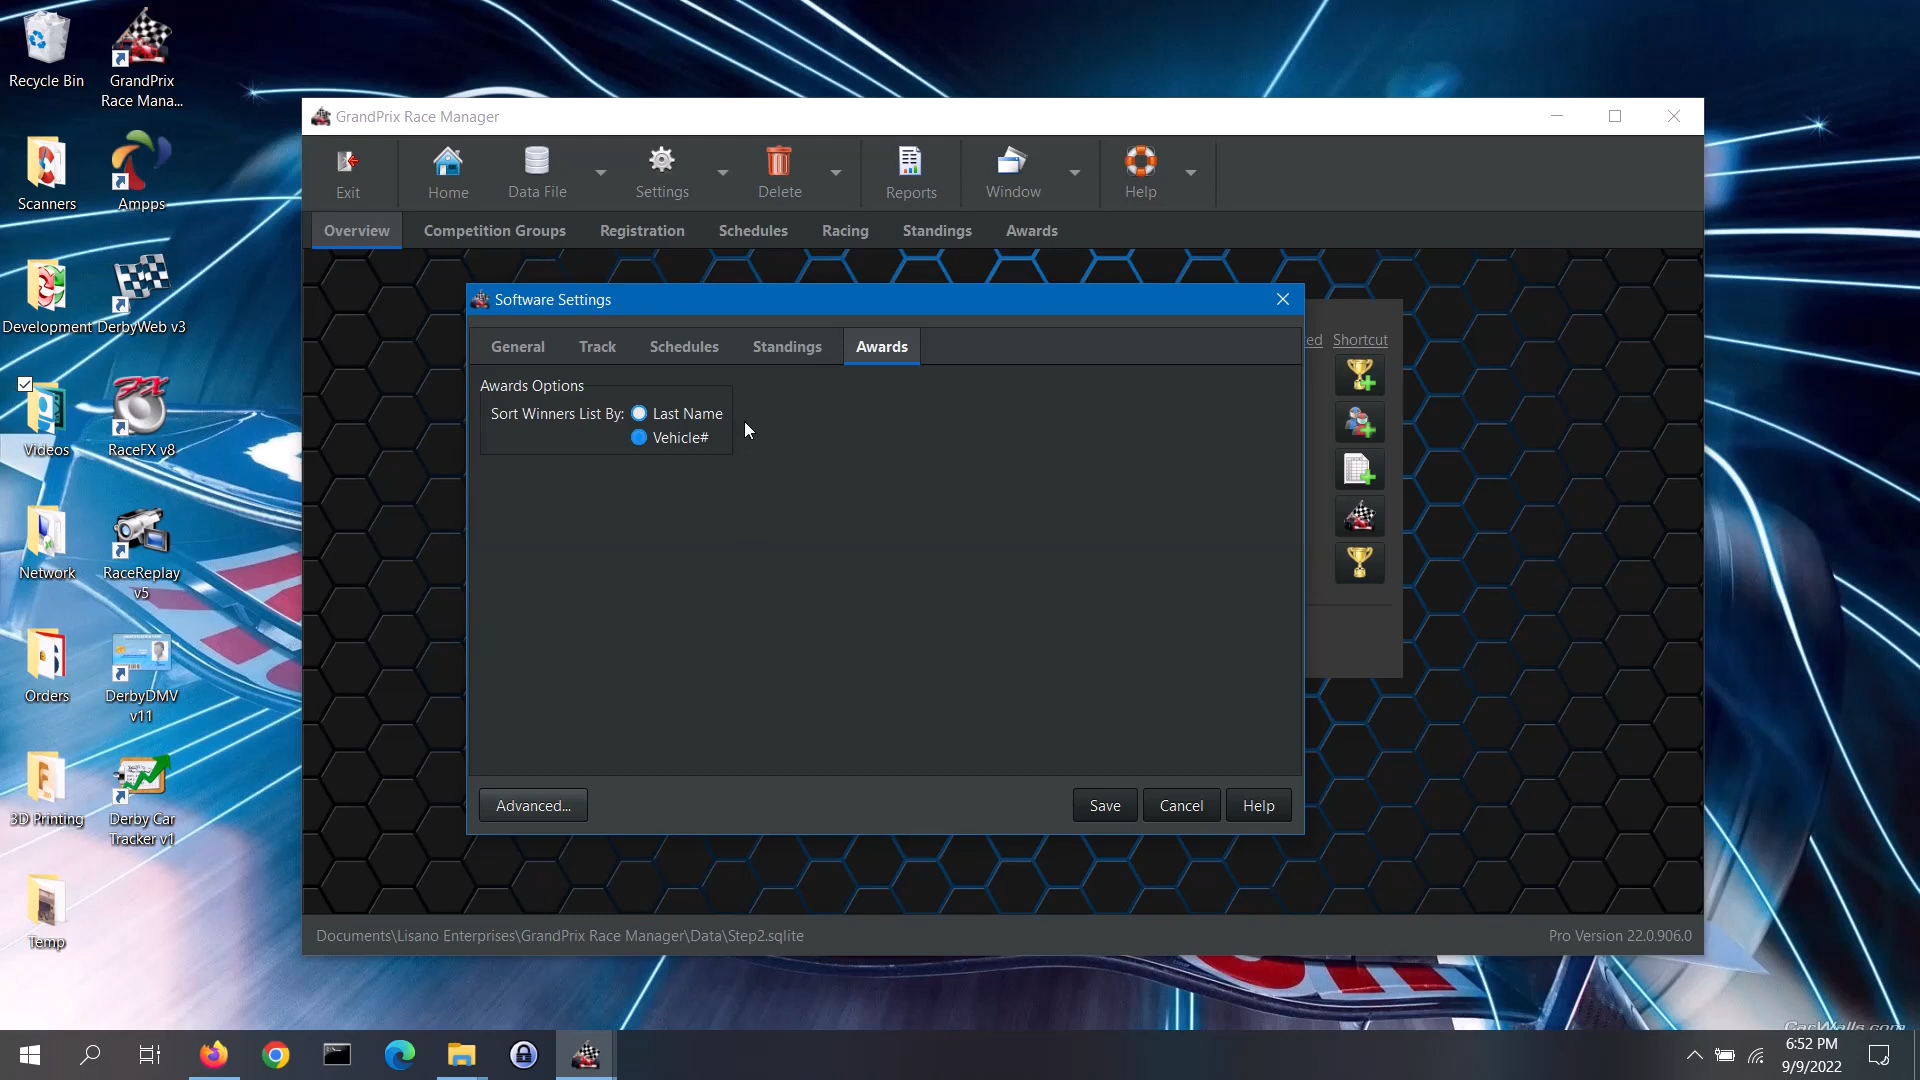 Recycle Bin
GrandPrix
Race Mana...
Scanners
Ampps
Development
DerbyWeb v3
Videos
RaceFX v8
Network
RaceReplay
v5
Orders
DerbyDMV
v11
3D Printing
Derby Car
Tracker v1
Temp
GrandPrix Race Manager
Exit
Home
Data File
Settings
Delete
Reports
Window
Help
Overview
Competition Groups
Registration
Schedules
Racing
Standings
Awards
Software Settings
General
Track
Schedules
Standings
Awards
Awards Options
Sort Winners List By:
Last Name
Vehicle#
ed
Shortcut
Advanced...
Save
Cancel
Help
Documents\Lisano Enterprises\GrandPrix Race Manager\Data\Step2.sqlite
Pro Version 22.0.906.0
CarWalls.com
6:52 PM
9/9/2022